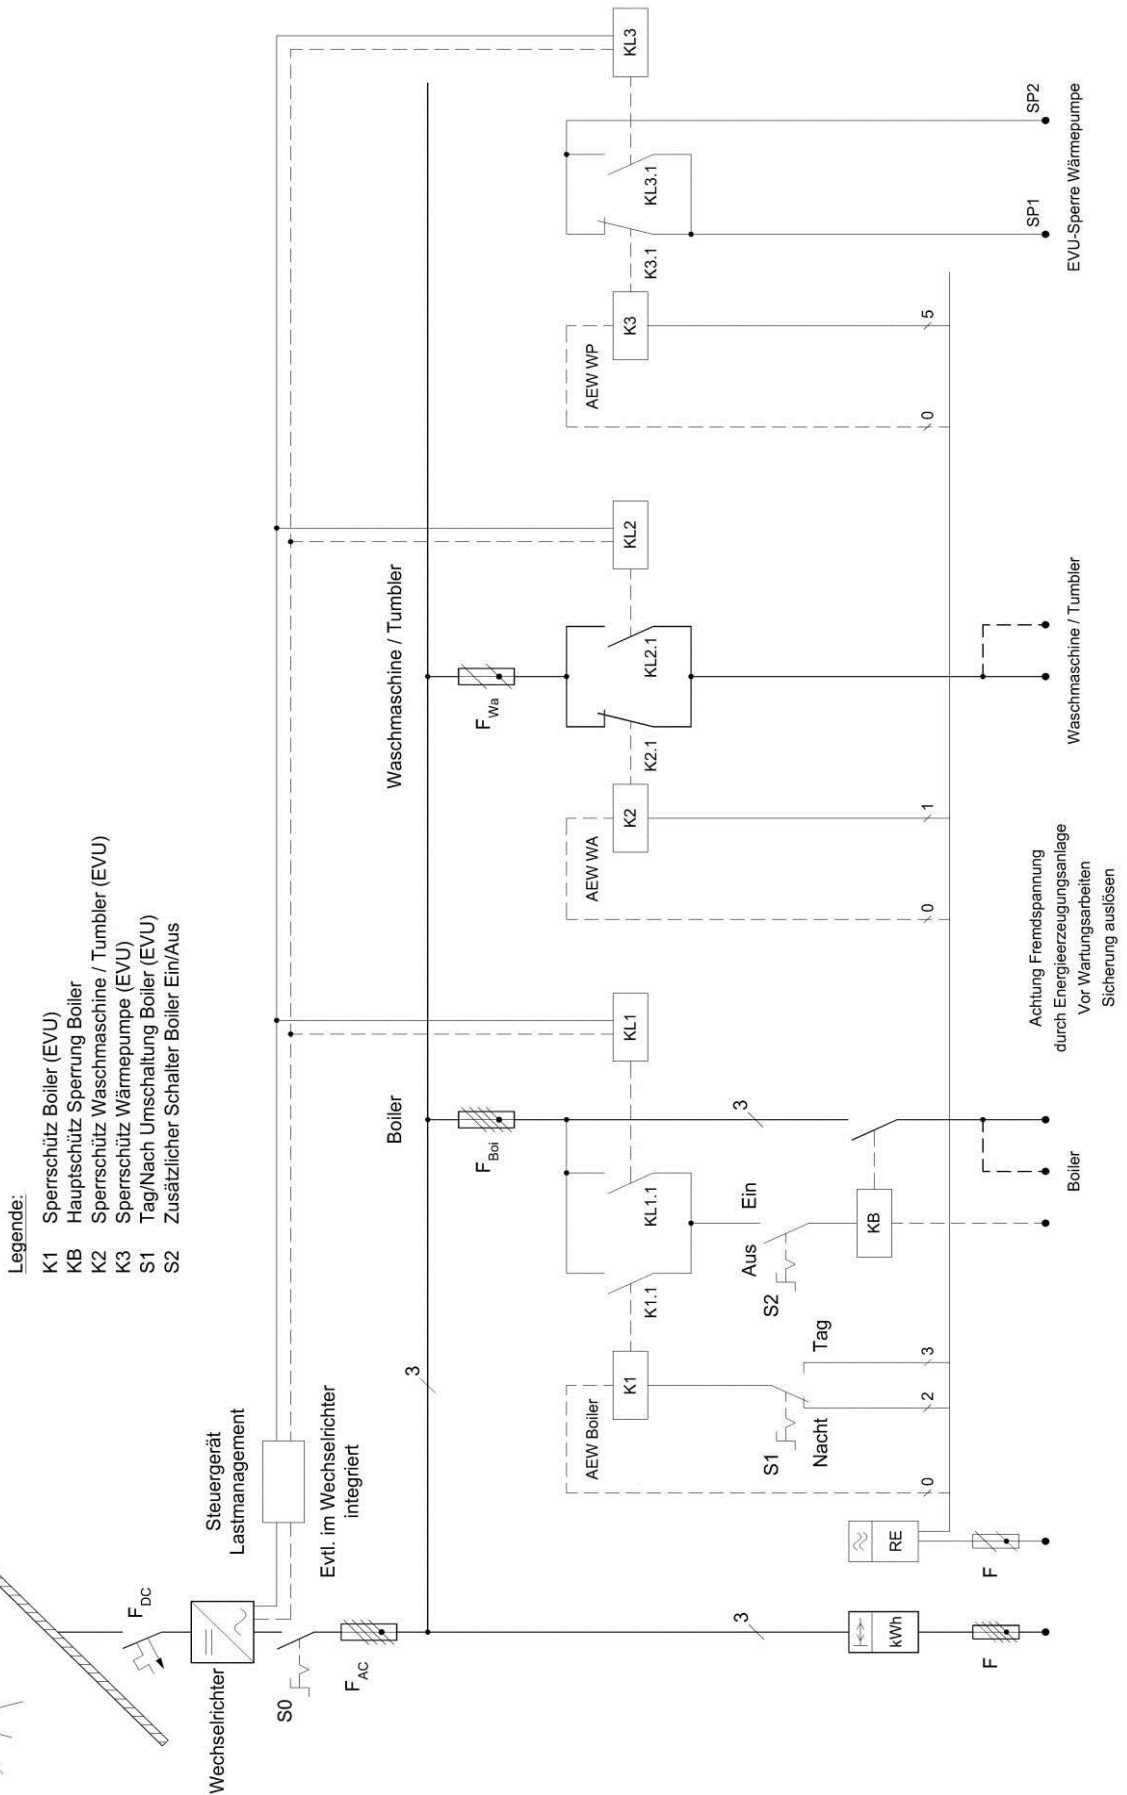 Legende:
K1 Sperrschütz Boiler (EVU)
KB Hauptschütz Sperrung Boiler
K2 Sperrschütz Waschmaschine / Tumbler (EVU)
K3 Sperrschütz Wärmepumpe (EVU)
S1 Tag/Nach Umschaltung Boiler (EVU)
S2 Zusätzlicher Schalter Boiler Ein/Aus
FDC
Wechselrichter
S0
FAC
Steuergerät
Lastmanagement
Evtl. im Wechselrichter
integriert
3
3
kWh
F
RE
F
Boiler
FBoi
AEW Boiler
K1
K1.1
KL1.1
KL1
3
S1
Nacht
Tag
0
2
3
S2
Aus
Ein
KB
Boiler
Achtung Fremdspannung
durch Energieerzeugungsanlage
Vor Wartungsarbeiten
Sicherung auslösen
Waschmaschine / Tumbler
FWa
AEW WA
K2
K2.1
KL2.1
KL2
0
1
Waschmaschine / Tumbler
AEW WP
K3
K3.1
KL3.1
KL3
0
5
SP1
SP2
EVU-Sperre Wärmepumpe